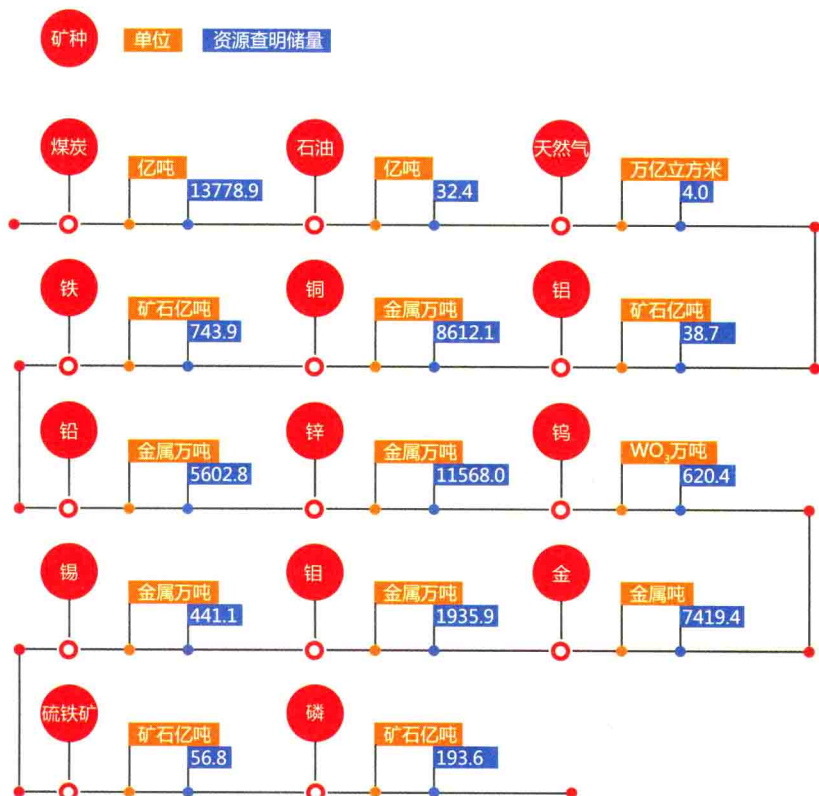 矿种 单位 资源查明储量
煤炭 亿吨 13778.9
石油 亿吨 32.4
天然气 万亿立方米 4.0
铁 矿石亿吨 743.9
铜 金属万吨 8612.1
铝 矿石亿吨 38.7
铅 金属万吨 5602.8
锌 金属万吨 11568.0
钨 WO₃万吨 620.4
锡 金属万吨 441.1
钼 金属万吨 1935.9
金 金属吨 7419.4
硫铁矿 矿石亿吨 56.8
磷 矿石亿吨 193.6